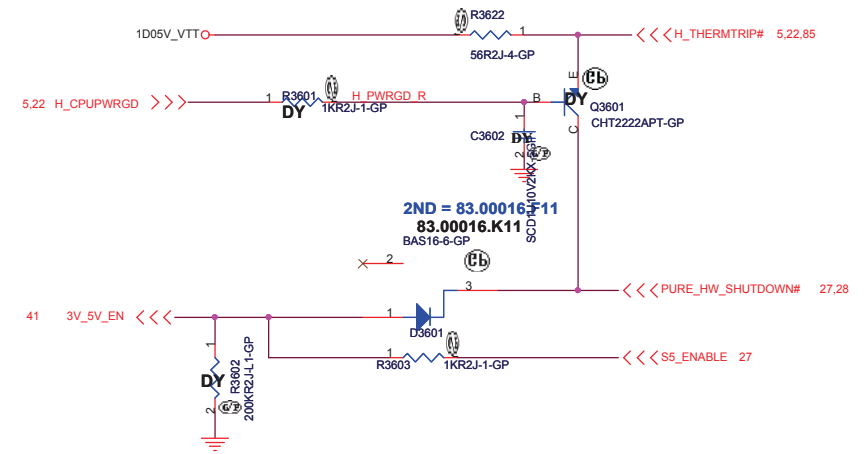 R3622
1D05V_VTT
1
H_THERMTRIP# 5,22,85
56R2J-4-GP
E
R3601
H_PWRGD_R
B
DY
Q3601
5,22 H_CPUPWRGD
1
1KR2J-1-GP
DY
CHT2222APT-GP
1
C3602
DY
C
2
2ND = 83.00016.F11
83.00016.K11
BAS16-6-GP
2
3
PURE_HW_SHUTDOWN# 27,28
41 3V_5V_EN
1
D3601
1
R3603
1KR2J-1-GP
S5_ENABLE 27
1
DY
R3602
200KR2J-L1-GP
2